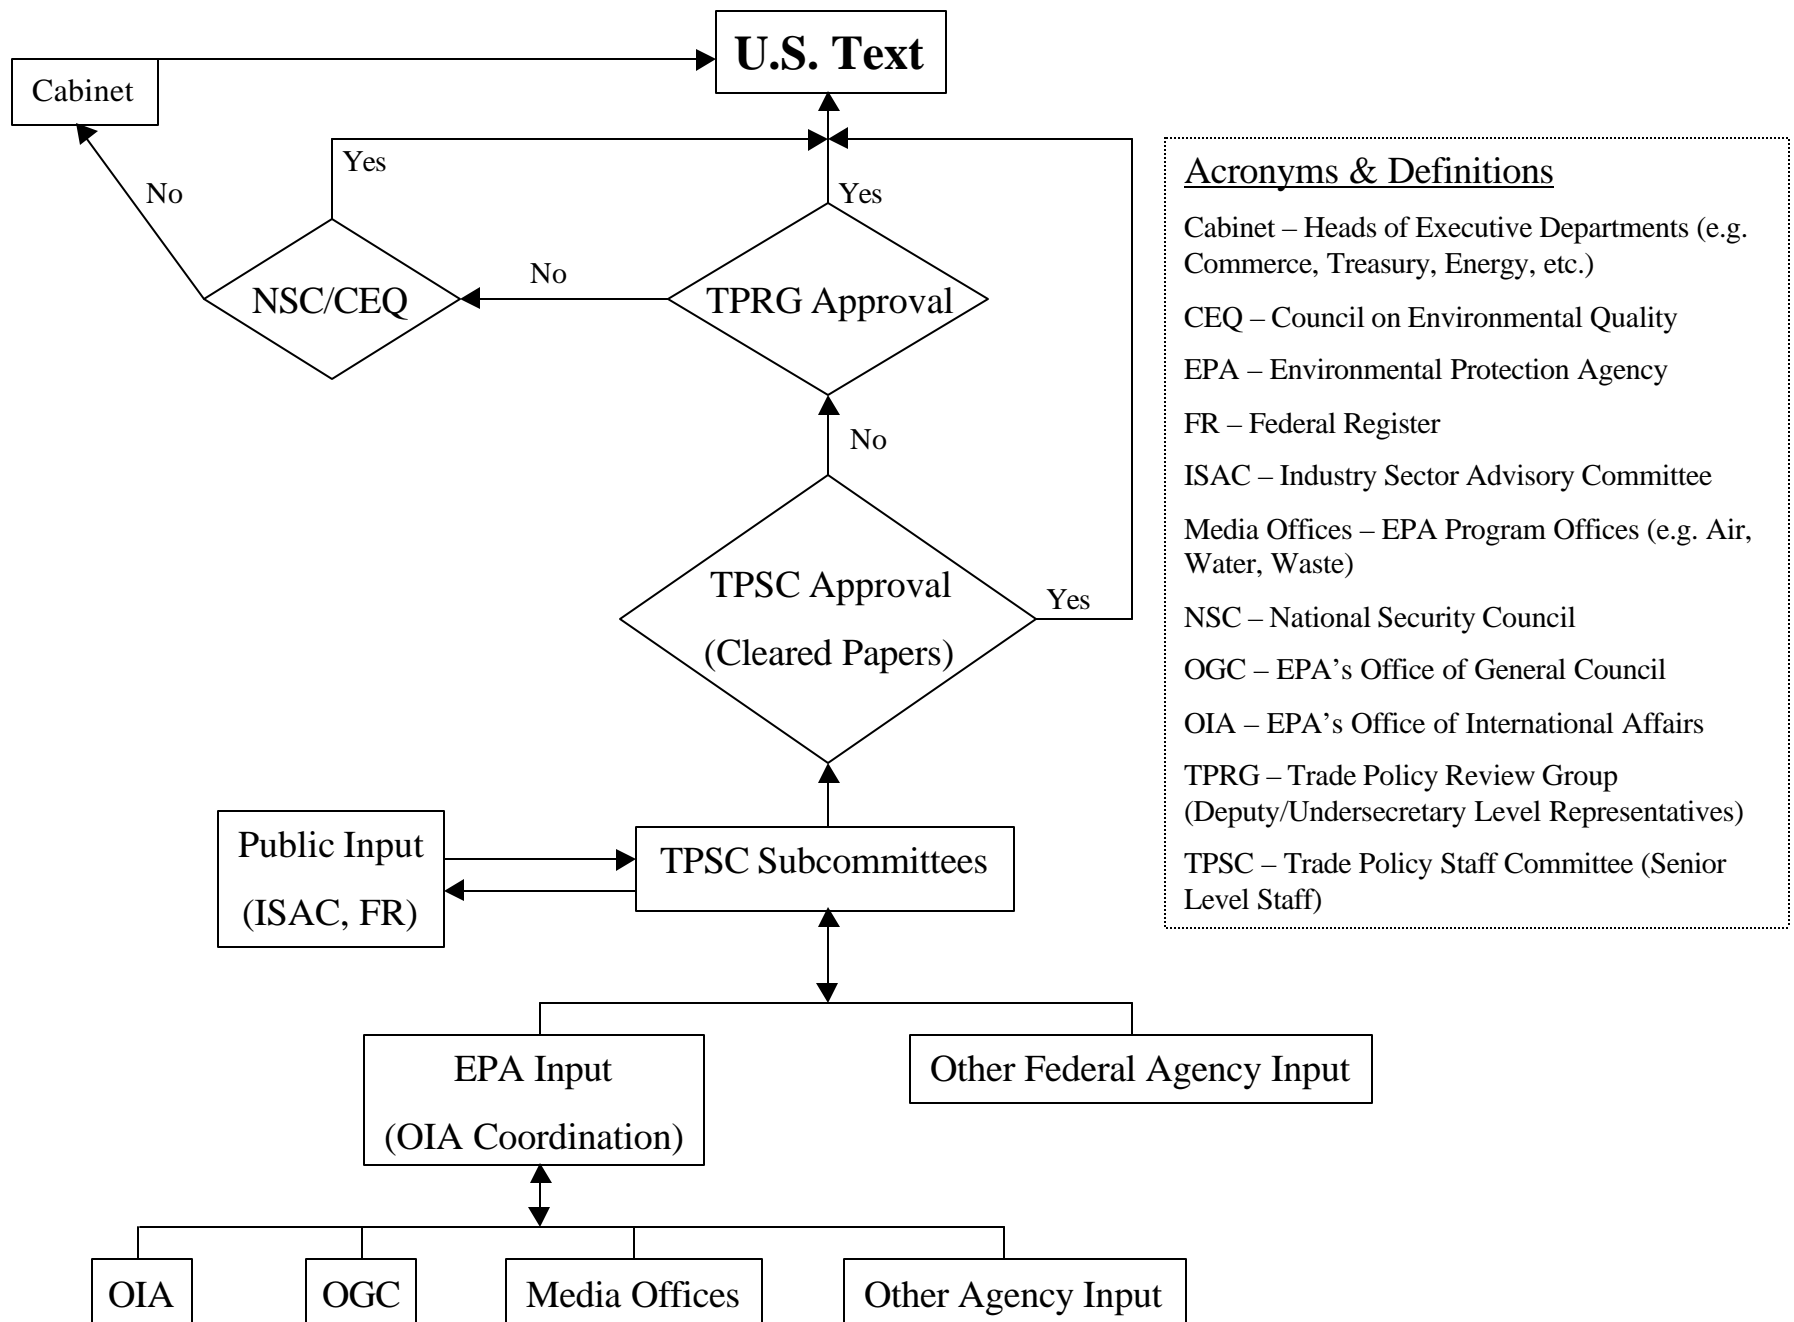 U.S. Text
Cabinet
Yes
No
Yes
No
NSC/CEQ
TPRG Approval
No
TPSC Approval
(Cleared Papers)
Yes
Public Input
(ISAC, FR)
TPSC Subcommittees
EPA Input
(OIA Coordination)
Other Federal Agency Input
OIA
OGC
Media Offices
Other Agency Input
Acronyms & Definitions
Cabinet – Heads of Executive Departments (e.g.
Commerce, Treasury, Energy, etc.)
CEQ – Council on Environmental Quality
EPA – Environmental Protection Agency
FR – Federal Register
ISAC – Industry Sector Advisory Committee
Media Offices – EPA Program Offices (e.g. Air,
Water, Waste)
NSC – National Security Council
OGC – EPA’s Office of General Council
OIA – EPA’s Office of International Affairs
TPRG – Trade Policy Review Group
(Deputy/Undersecretary Level Representatives)
TPSC – Trade Policy Staff Committee (Senior
Level Staff)